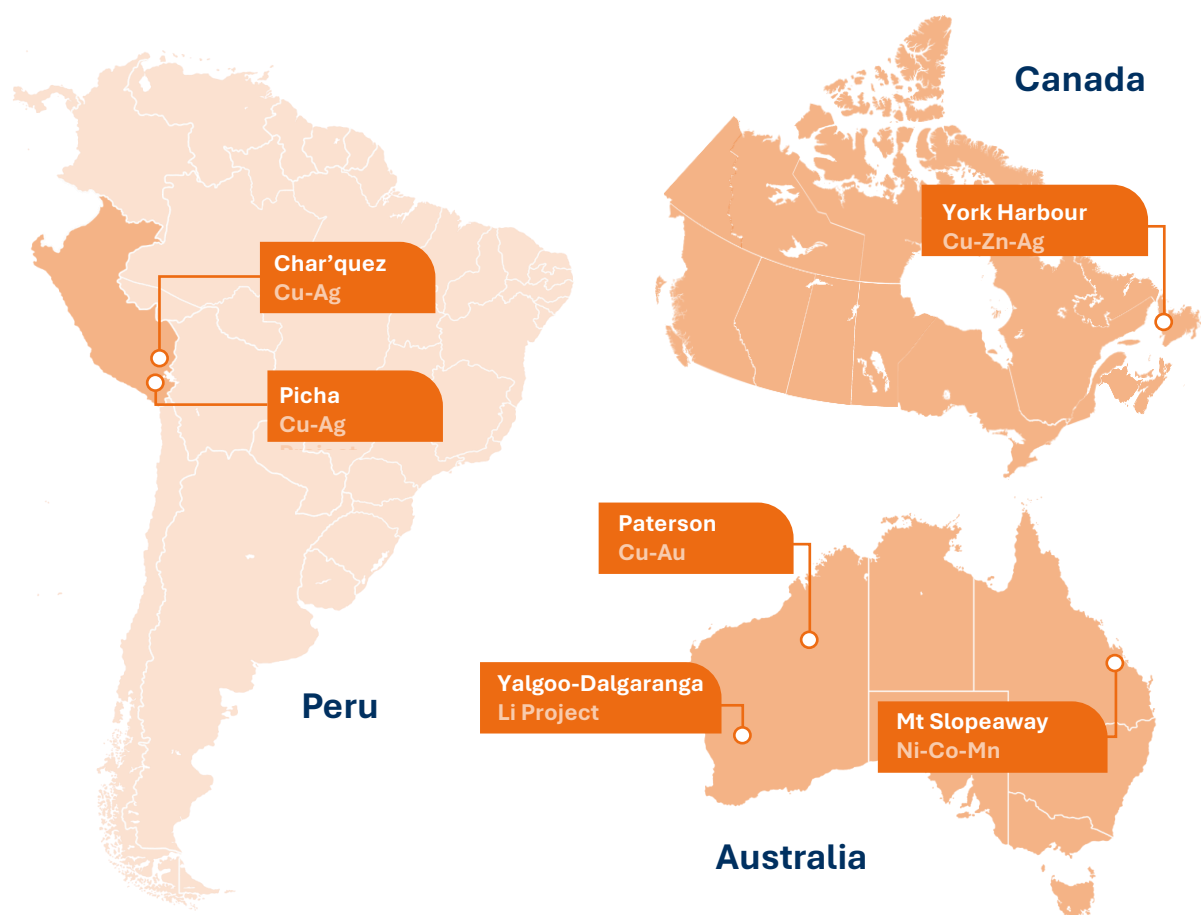 Canada
York Harbour
Cu-Zn-Ag
Char'quez
Cu-Ag
Picha
Cu-Ag
Peru
Paterson
Cu-Au
Yalgoo-Dalgaranga
Li Project
Mt Slopeaway
Ni-Co-Mn
Australia